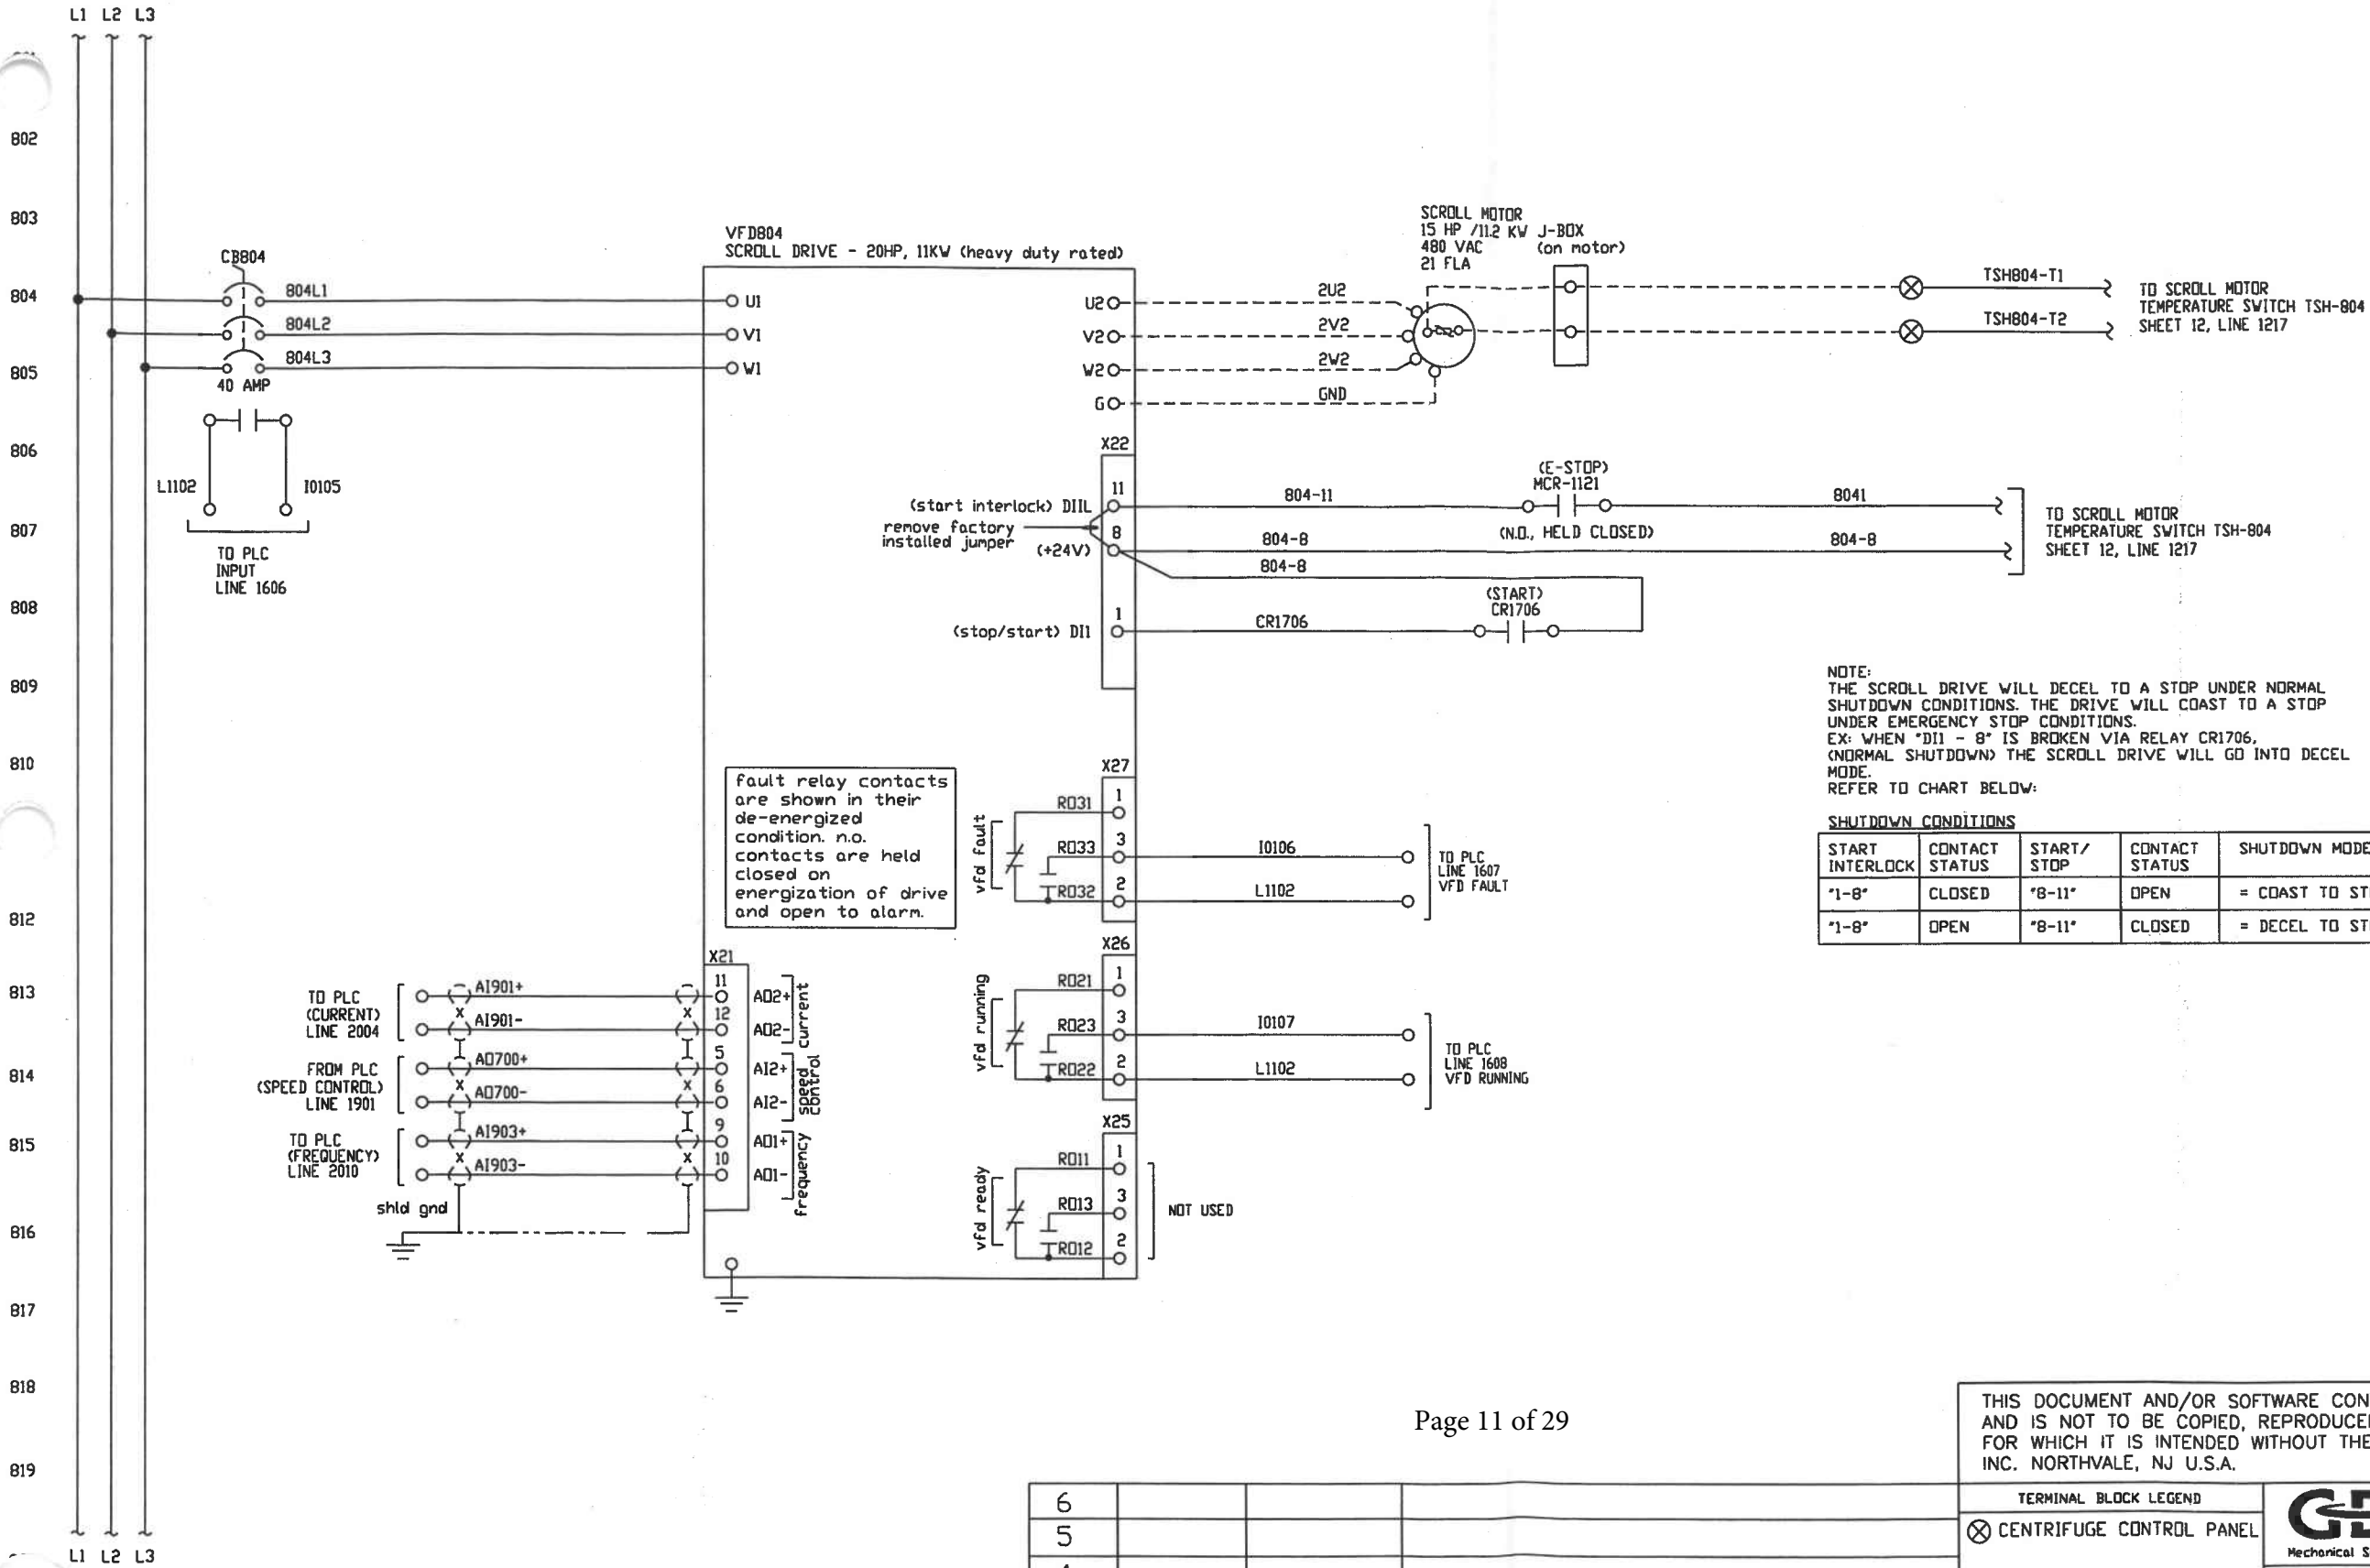 L1 L2 L3
802
803
804
805
806
807
808
809
810
812
813
814
815
816
817
818
819
L1 L2 L3
CB804
804L1
804L2
804L3
40 AMP
L1102
I0105
TO PLC
INPUT
LINE 1606
VFD804
SCROLL DRIVE - 20HP, 11KW (heavy duty rated)
U1
V1
W1
U2
V2
W2
G
2U2
2V2
2W2
GND
SCROLL MOTOR
15 HP /11.2 KW
480 VAC
21 FLA
J-BOX
(on motor)
TSH804-T1
TSH804-T2
TO SCROLL MOTOR
TEMPERATURE SWITCH TSH-804
SHEET 12, LINE 1217
X22
(start interlock) DIIL
11
804-11
(E-STOP)
MCR-1121
(N.O., HELD CLOSED)
8041
remove factory
installed jumper
(+24V)
8
804-8
804-8
804-8
TO SCROLL MOTOR
TEMPERATURE SWITCH TSH-804
SHEET 12, LINE 1217
(stop/start) DI1
1
CR1706
(START)
CR1706
NOTE:
THE SCROLL DRIVE WILL DECEL TO A STOP UNDER NORMAL
SHUTDOWN CONDITIONS. THE DRIVE WILL COAST TO A STOP
UNDER EMERGENCY STOP CONDITIONS.
EX: WHEN "DI1 - 8" IS BROKEN VIA RELAY CR1706,
(NORMAL SHUTDOWN) THE SCROLL DRIVE WILL GO INTO DECEL
MODE.
REFER TO CHART BELOW:
SHUTDOWN CONDITIONS
START INTERLOCK CONTACT STATUS START/ STOP CONTACT STATUS SHUTDOWN MODE
"1-8" CLOSED "8-11" OPEN = COAST TO ST
"1-8" OPEN "8-11" CLOSED = DECEL TO ST
fault relay contacts
are shown in their
de-energized
condition. n.o.
contacts are held
closed on
energization of drive
and open to alarm.
X27
vfd fault
RO31 1
RO33 3
RO32 2
I0106
L1102
TO PLC
LINE 1607
VFD FAULT
X26
vfd running
RO21 1
RO23 3
RO22 2
I0107
L1102
TO PLC
LINE 1608
VFD RUNNING
X25
vfd ready
RO11 1
RO13 3
RO12 2
NOT USED
X21
TO PLC
(CURRENT)
LINE 2004
AI901+
AI901-
11 AO2+
12 AO2-
current
FROM PLC
(SPEED CONTROL)
LINE 1901
AO700+
AO700-
5 AI2+
6 AI2-
speed
control
TO PLC
(FREQUENCY)
LINE 2010
AI903+
AI903-
9 AO1+
10 AO1-
frequency
shld gnd
Page 11 of 29
THIS DOCUMENT AND/OR SOFTWARE CON
AND IS NOT TO BE COPIED, REPRODUCE
FOR WHICH IT IS INTENDED WITHOUT THE
INC. NORTHVALE, NJ U.S.A.
6
5
TERMINAL BLOCK LEGEND
CENTRIFUGE CONTROL PANEL
Mechanical S